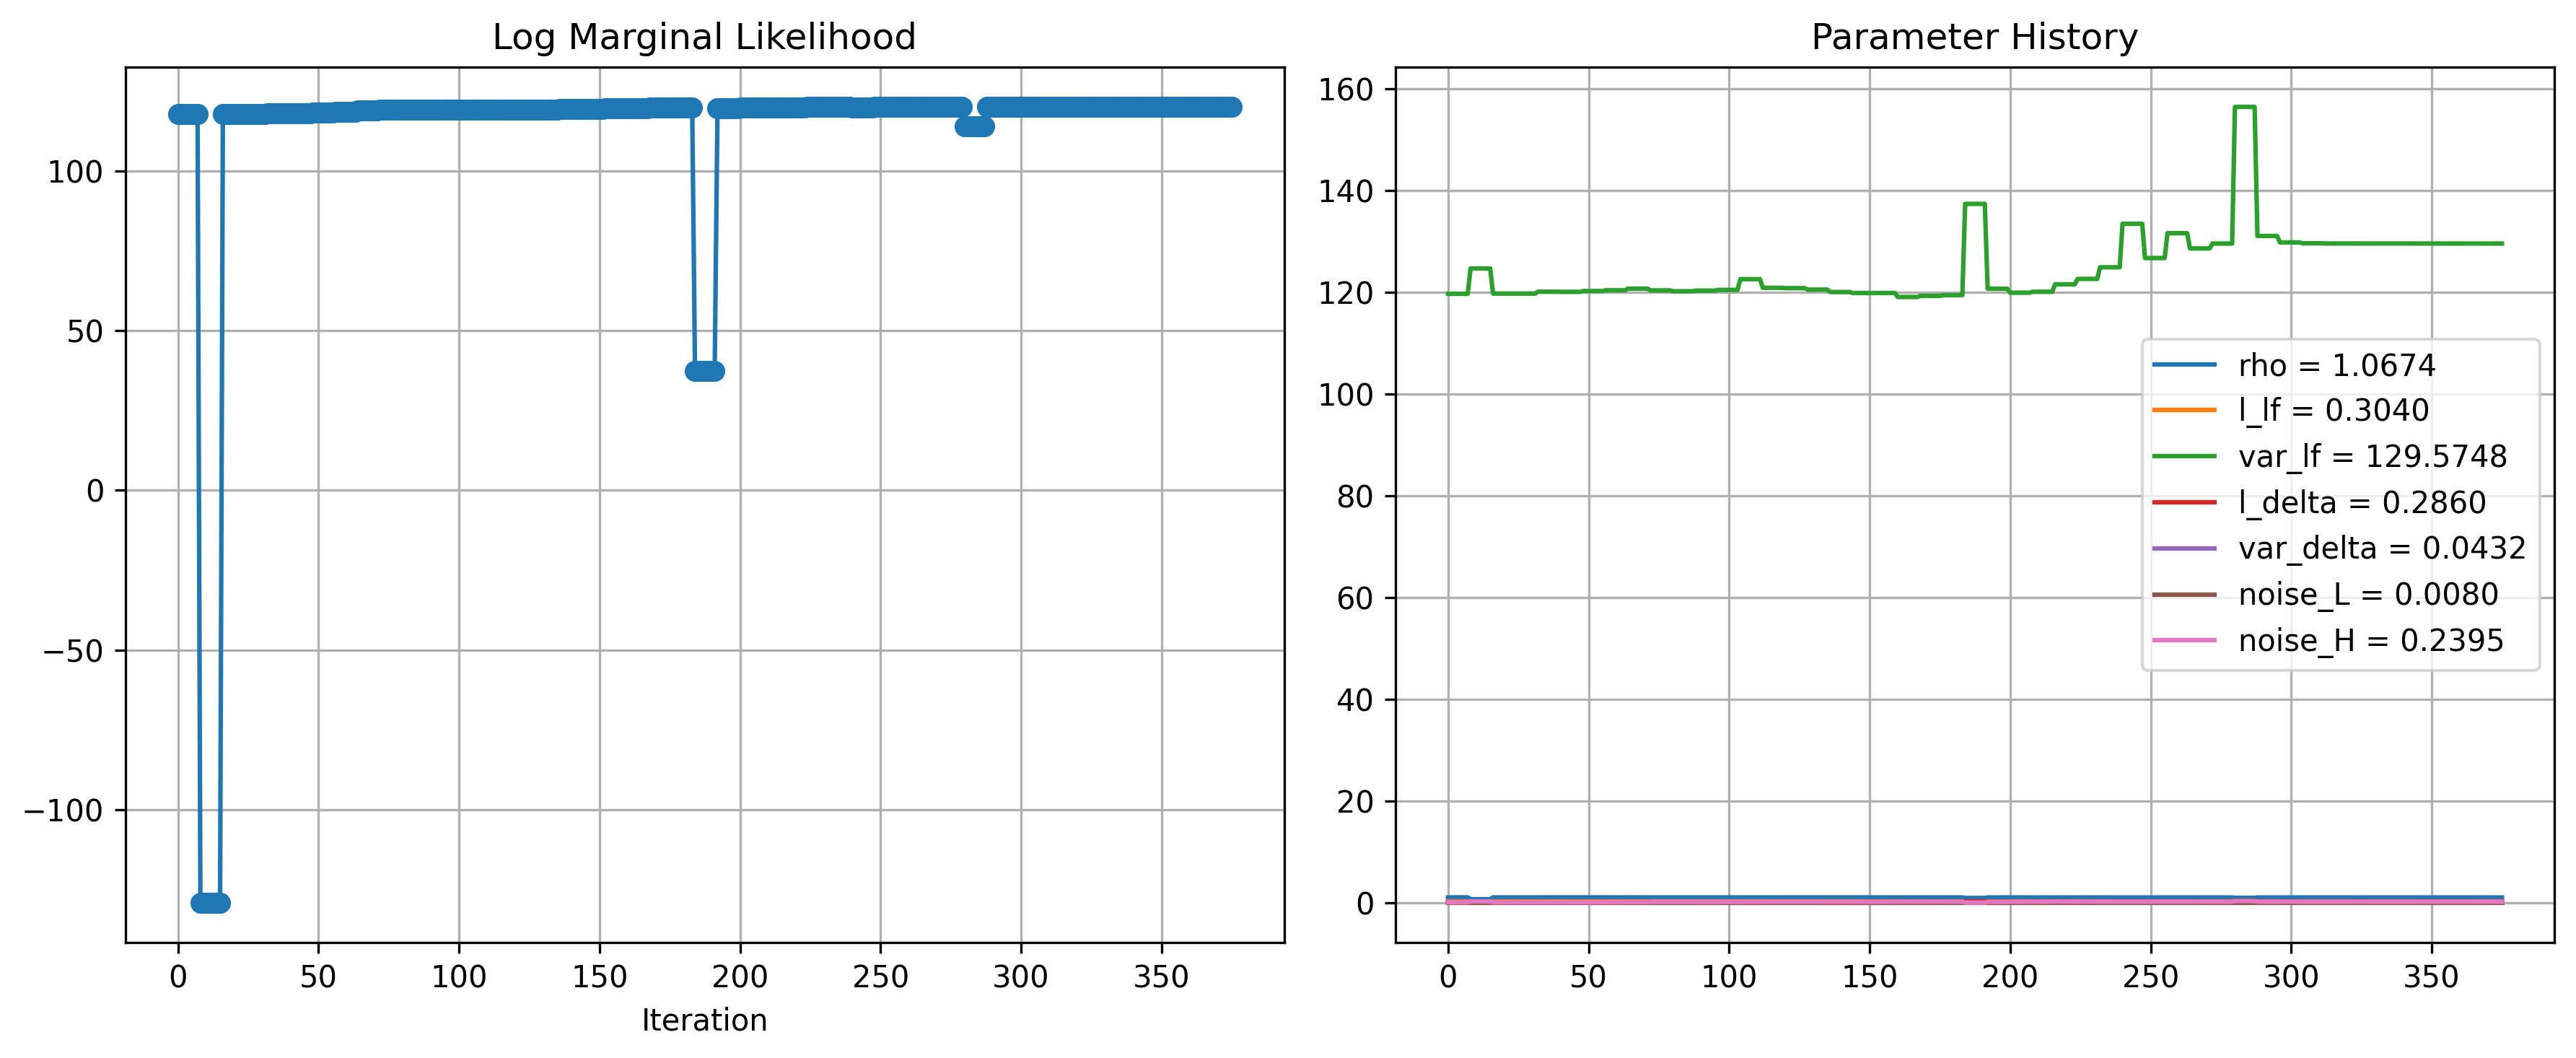 Log Marginal Likelihood
100
50
0
−50
−100
0 50 100 150 200 250 300 350
Iteration
Parameter History
160
140
120
100
80
60
40
20
0
rho = 1.0674
l_lf = 0.3040
var_lf = 129.5748
l_delta = 0.2860
var_delta = 0.0432
noise_L = 0.0080
noise_H = 0.2395
0 50 100 150 200 250 300 350